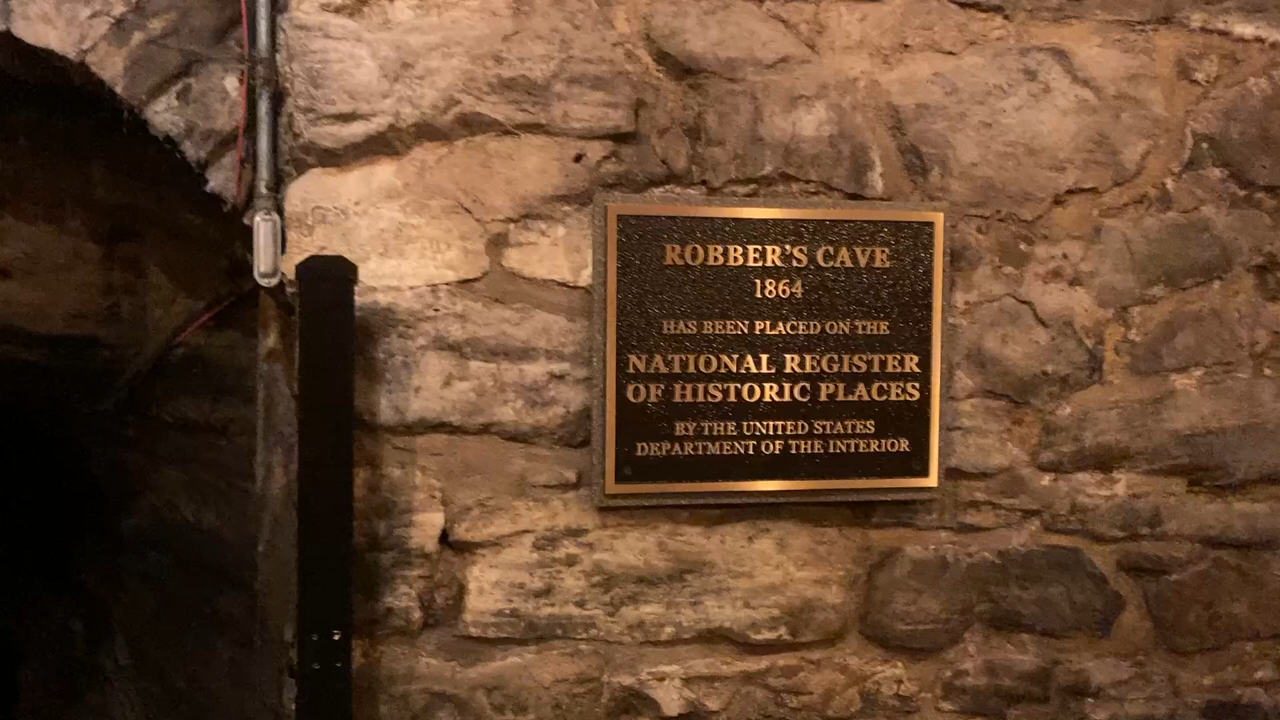 ROBBER'S CAVE
1864
HAS BEEN PLACED ON THE
NATIONAL REGISTER
OF HISTORIC PLACES
BY THE UNITED STATES
DEPARTMENT OF THE INTERIOR